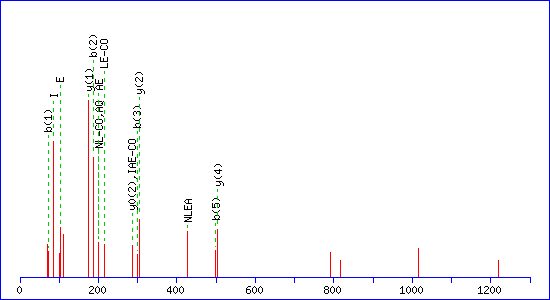 b(1)
I
E
y(1)
b(2)
NL-CO,AQ
AE
LE-CO
y0(2),IAE-CO
b(3)
y(2)
NLEA
b(5)
y(4)
0
200
400
600
800
1000
1200